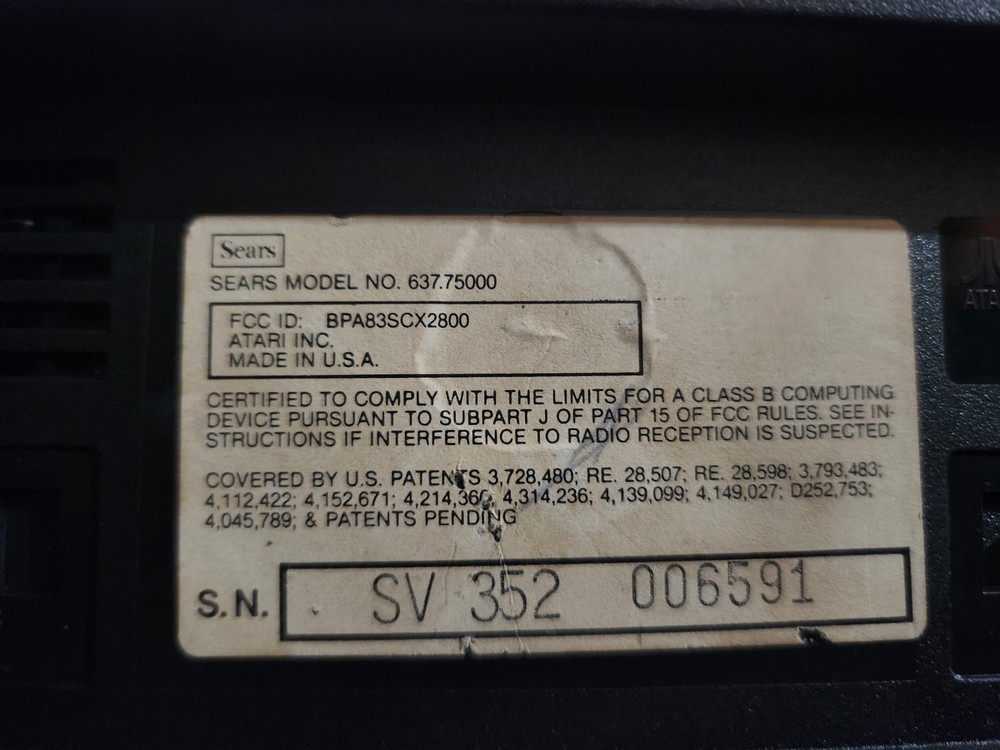 Sears
SEARS MODEL NO. 637.75000
FCC ID: BPA83SCX2800
ATARI INC.
MADE IN U.S.A.
CERTIFIED TO COMPLY WITH THE LIMITS FOR A CLASS B COMPUTING
DEVICE PURSUANT TO SUBPART J OF PART 15 OF FCC RULES. SEE IN-
STRUCTIONS IF INTERFERENCE TO RADIO RECEPTION IS SUSPECTED.
COVERED BY U.S. PATENTS 3,728,480; RE. 28,507; RE. 28,598; 3,793,483;
4,112,422; 4,152,671; 4,214,360; 4,314,236; 4,139,099; 4,149,027; D252,753;
4,045,789; & PATENTS PENDING
S.N. SV 352 006591